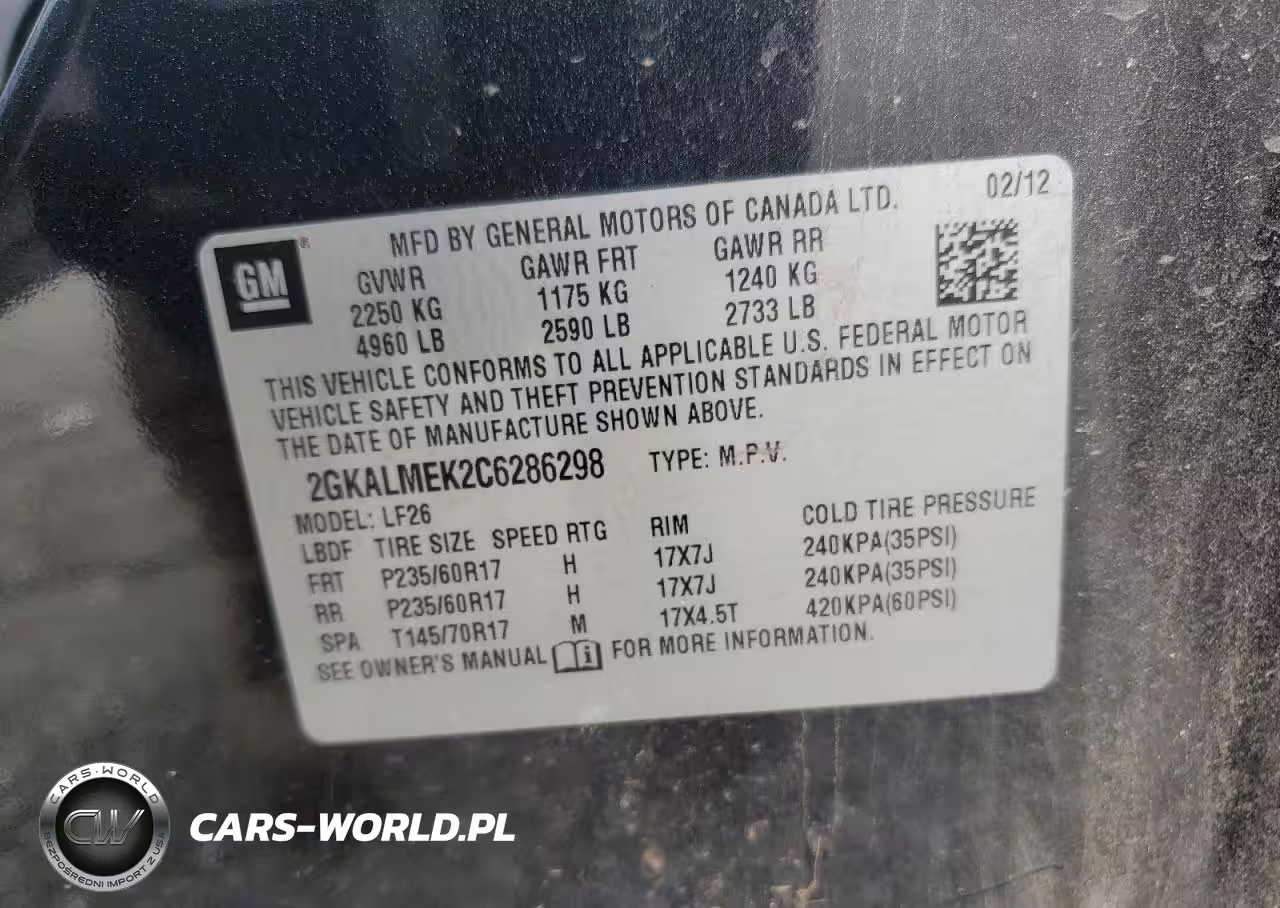 MFD BY GENERAL MOTORS OF CANADA LTD. 02/12
GM ®
GVWR GAWR FRT GAWR RR
2250 KG 1175 KG 1240 KG
4960 LB 2590 LB 2733 LB
THIS VEHICLE CONFORMS TO ALL APPLICABLE U.S. FEDERAL MOTOR
VEHICLE SAFETY AND THEFT PREVENTION STANDARDS IN EFFECT ON
THE DATE OF MANUFACTURE SHOWN ABOVE.
2GKALMEK2C6286298 TYPE: M.P.V.
MODEL: LF26
LBDF TIRE SIZE SPEED RTG RIM COLD TIRE PRESSURE
FRT P235/60R17 H 17X7J 240KPA(35PSI)
RR P235/60R17 H 17X7J 240KPA(35PSI)
SPA T145/70R17 M 17X4.5T 420KPA(60PSI)
SEE OWNER'S MANUAL i FOR MORE INFORMATION.
CARS-WORLD
CW
BEZPOŚREDNI IMPORT Z USA
CARS-WORLD.PL